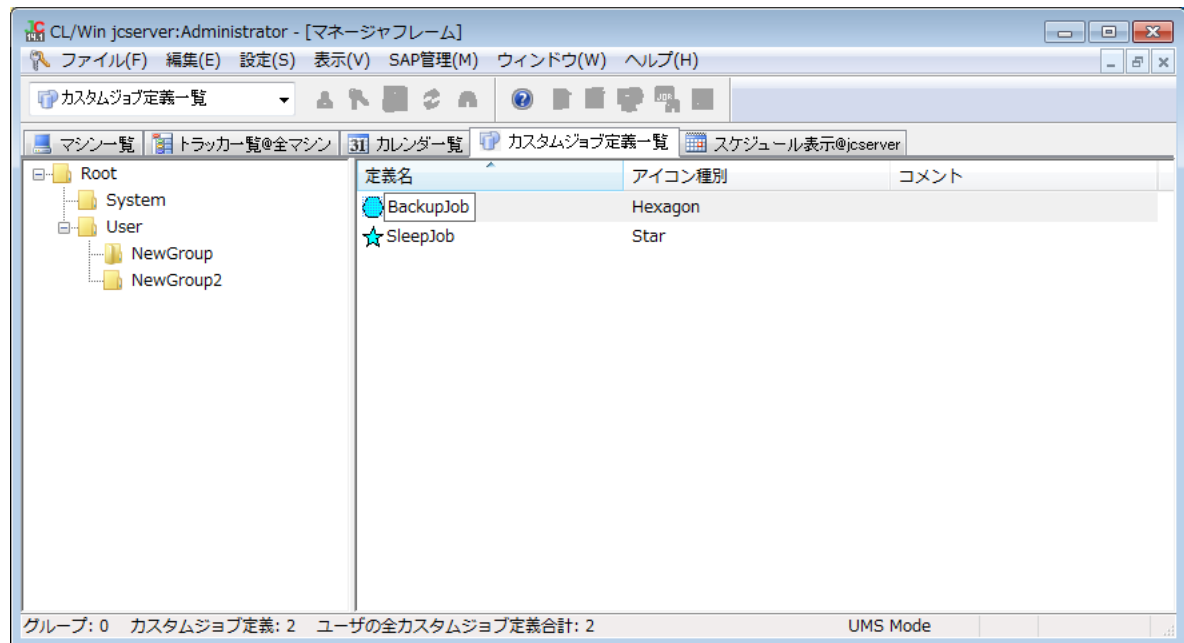 CL/Win jcserver:Administrator - [マネージャフレーム]
ファイル(F) 編集(E) 設定(S) 表示(V) SAP管理(M) ウィンドウ(W) ヘルプ(H)
カスタムジョブ定義一覧
マシン一覧 トラッカー一覧@全マシン 31 カレンダ一覧 カスタムジョブ定義一覧 スケジュール表示@jcserver
Root
System
User
NewGroup
NewGroup2
定義名 アイコン種別 コメント
BackupJob Hexagon
SleepJob Star
グループ: 0 カスタムジョブ定義: 2 ユーザの全カスタムジョブ定義合計: 2 UMS Mode